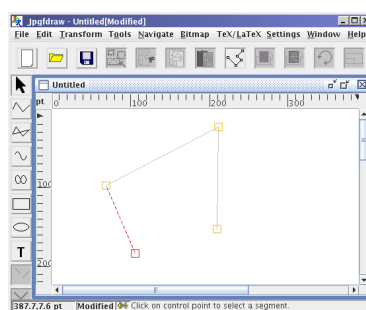 Jpgfdraw - Untitled[Modified]
File Edit Transform Tools Navigate Bitmap TeX/LaTeX Settings Window Help
Untitled
pt 0 100 200 300
100
200
T
387.7,7.6 pt Modified Click on control point to select a segment.